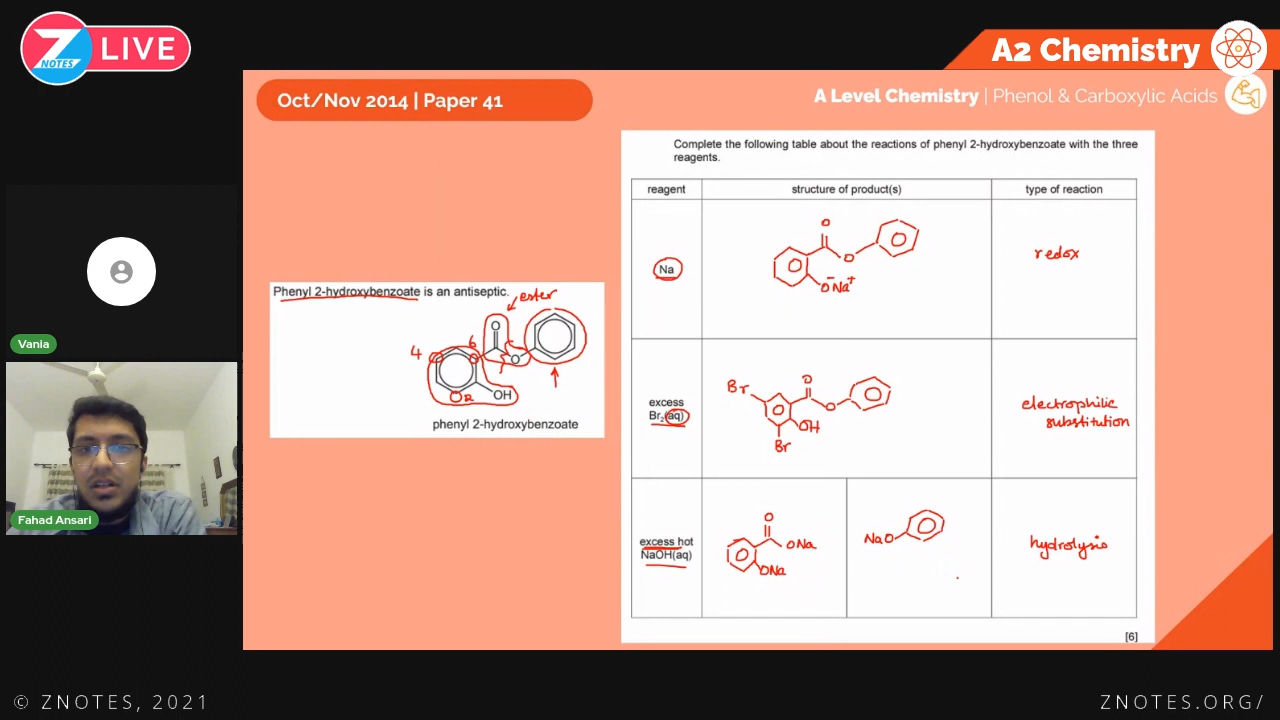 Z NOTES LIVE
A2 Chemistry
Oct/Nov 2014 | Paper 41
A Level Chemistry | Phenol & Carboxylic Acids
Vania
Fahad Ansari
Phenyl 2-hydroxybenzoate is an antiseptic.
ester
O
6
4
O
2
OH
phenyl 2-hydroxybenzoate
Complete the following table about the reactions of phenyl 2-hydroxybenzoate with the three
reagents.
reagent structure of product(s) type of reaction
Na
O
O
O⁻Na⁺
redox
excess
Br₂(aq)
Br
O
O
OH
Br
electrophilic
substitution
excess hot
NaOH(aq)
O
ONa
ONa
NaO
hydrolysis
[6]
© ZNOTES, 2021
ZNOTES.ORG/